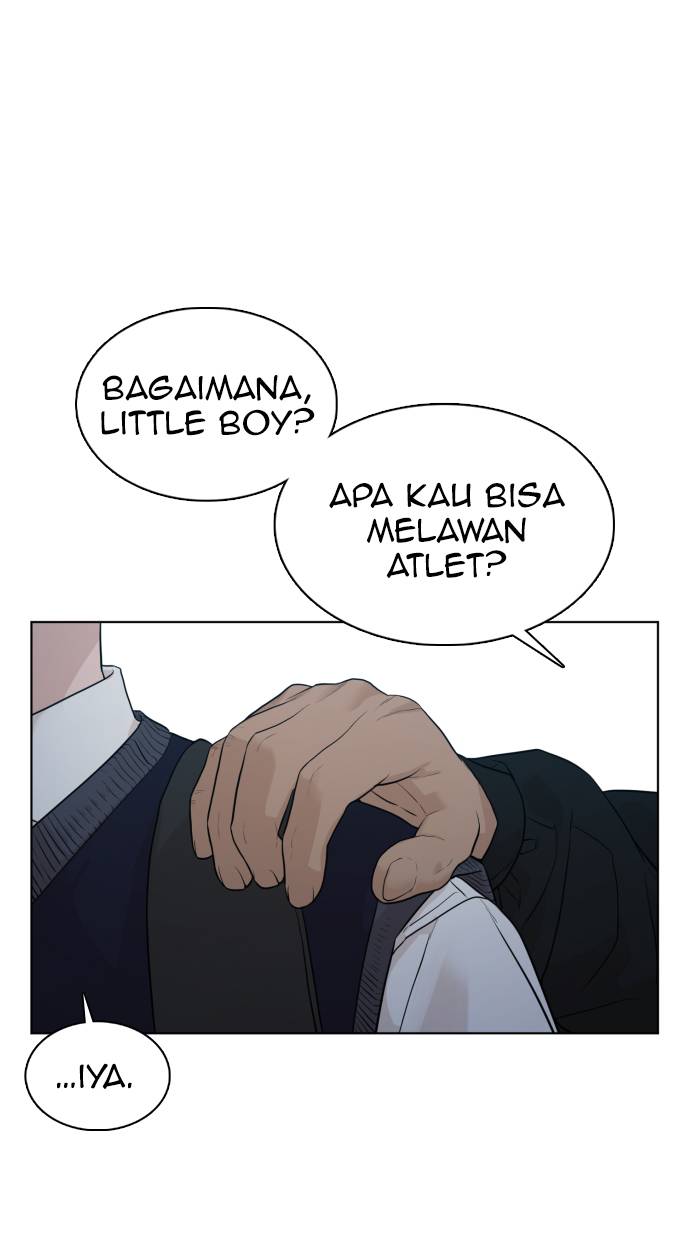 BAGAIMANA,
LITTLE BOY?
APA KAU BISA
MELAWAN
ATLET?
...IYA.